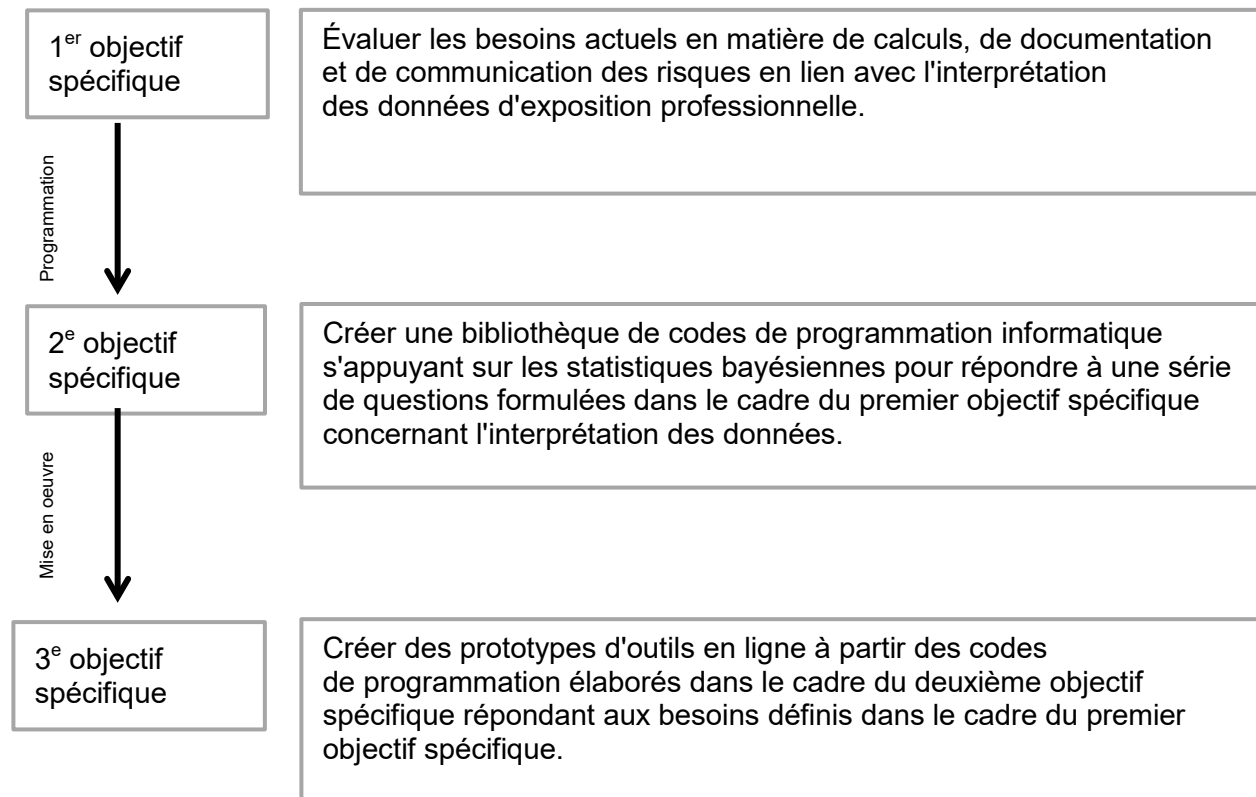 1er objectif
spécifique
Évaluer les besoins actuels en matière de calculs, de documentation
et de communication des risques en lien avec l'interprétation
des données d'exposition professionnelle.
Programmation
2e objectif
spécifique
Créer une bibliothèque de codes de programmation informatique
s'appuyant sur les statistiques bayésiennes pour répondre à une série
de questions formulées dans le cadre du premier objectif spécifique
concernant l'interprétation des données.
Mise en oeuvre
3e objectif
spécifique
Créer des prototypes d'outils en ligne à partir des codes
de programmation élaborés dans le cadre du deuxième objectif
spécifique répondant aux besoins définis dans le cadre du premier
objectif spécifique.